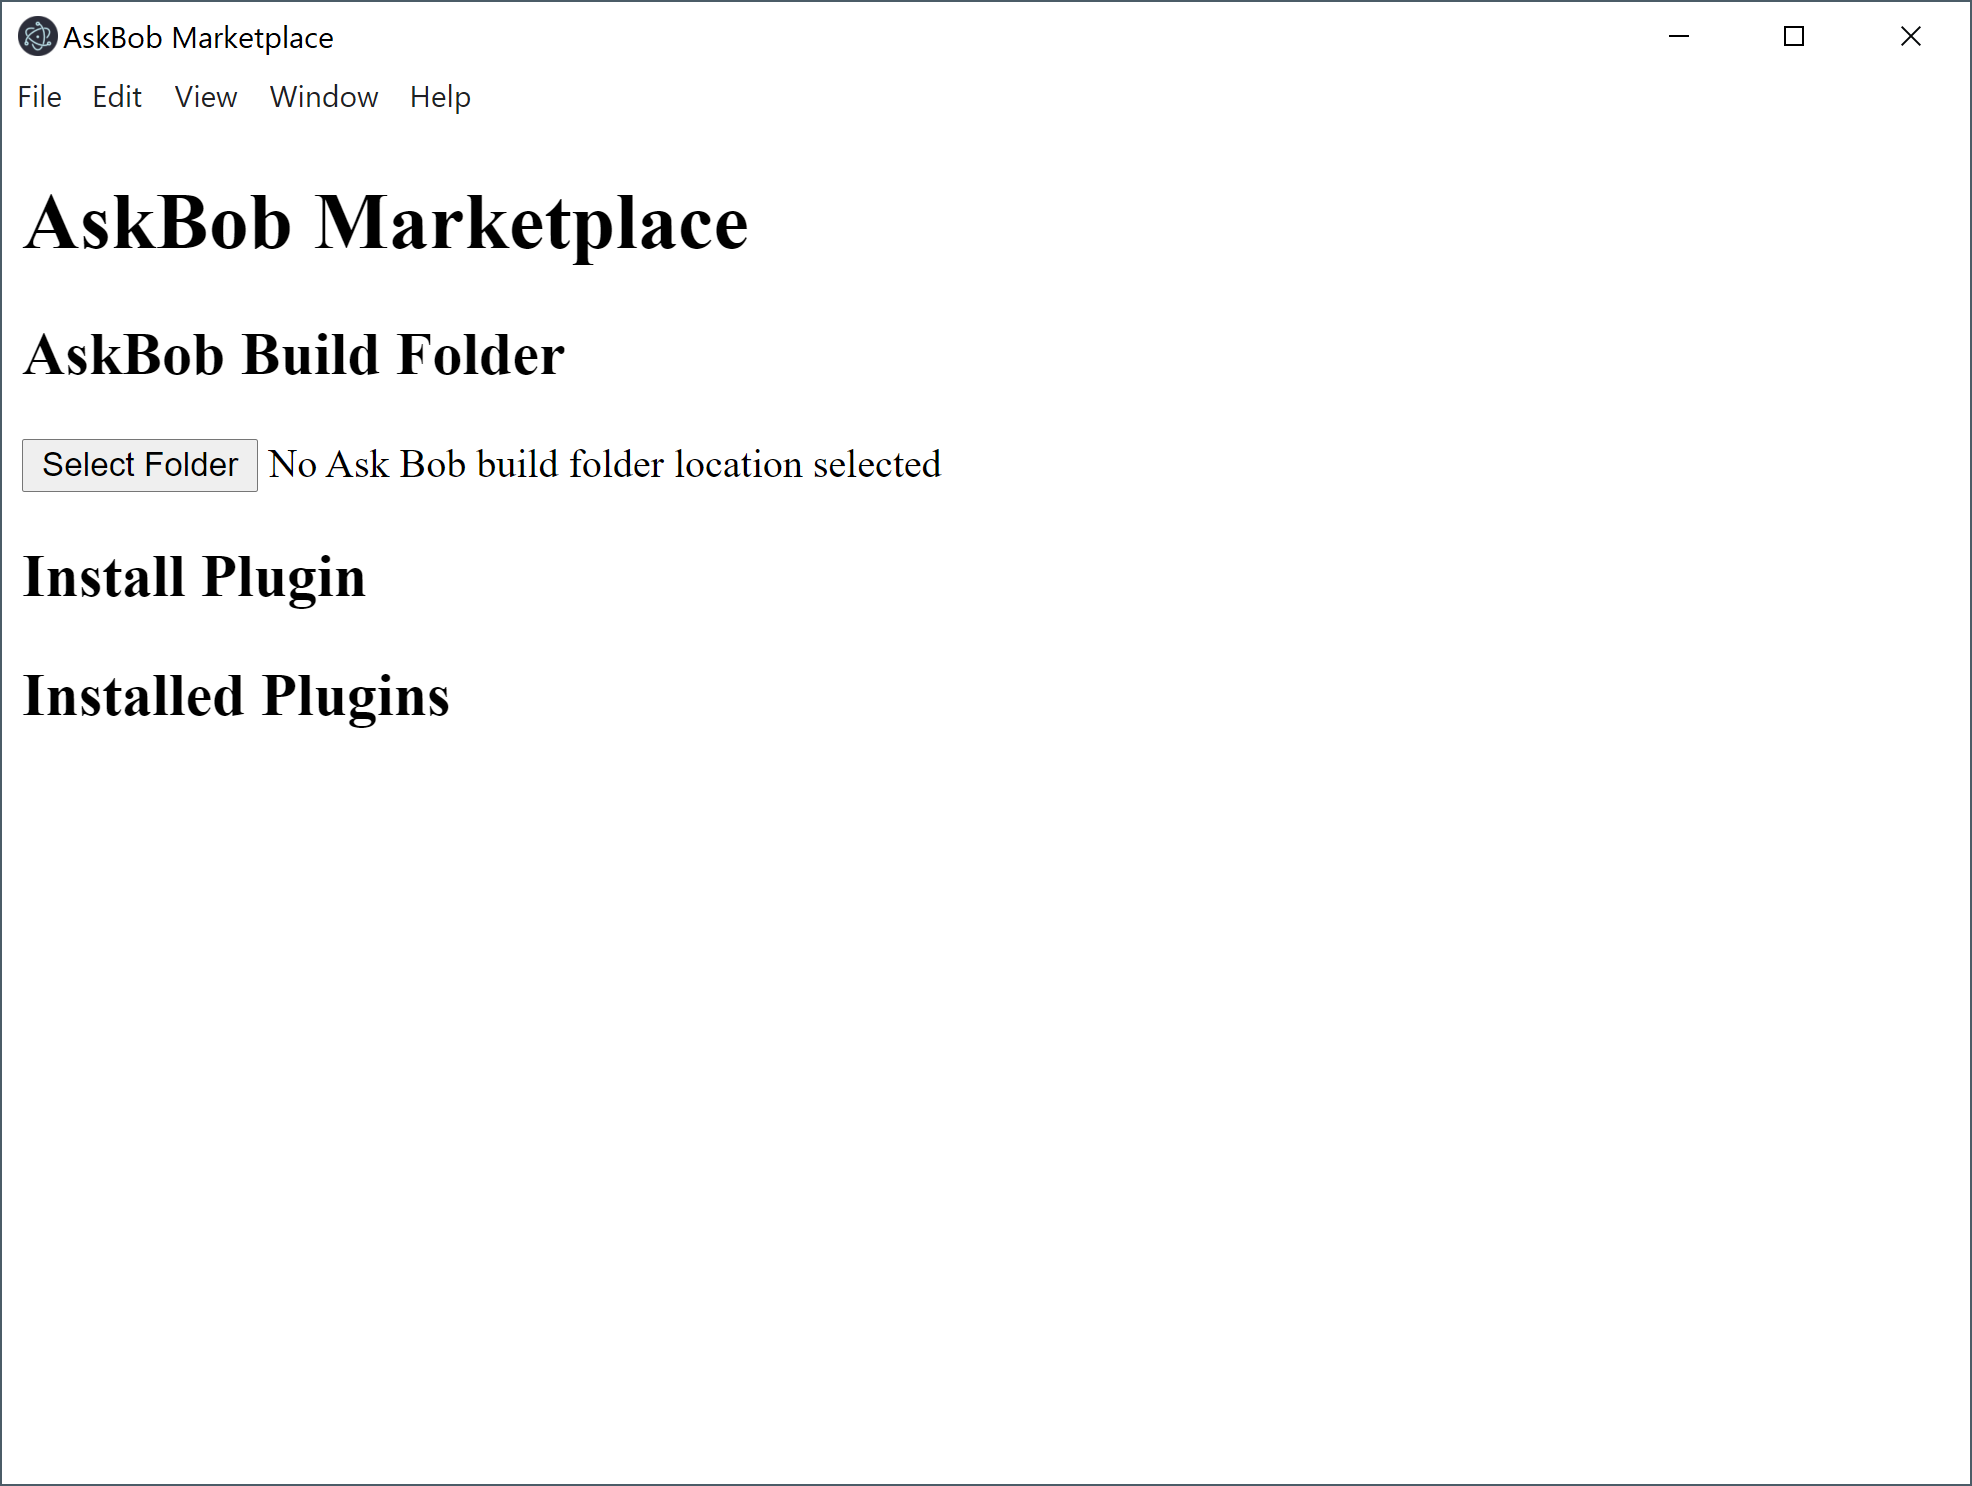 AskBob Marketplace
File Edit View Window Help
AskBob Marketplace
AskBob Build Folder
Select Folder No Ask Bob build folder location selected
Install Plugin
Installed Plugins